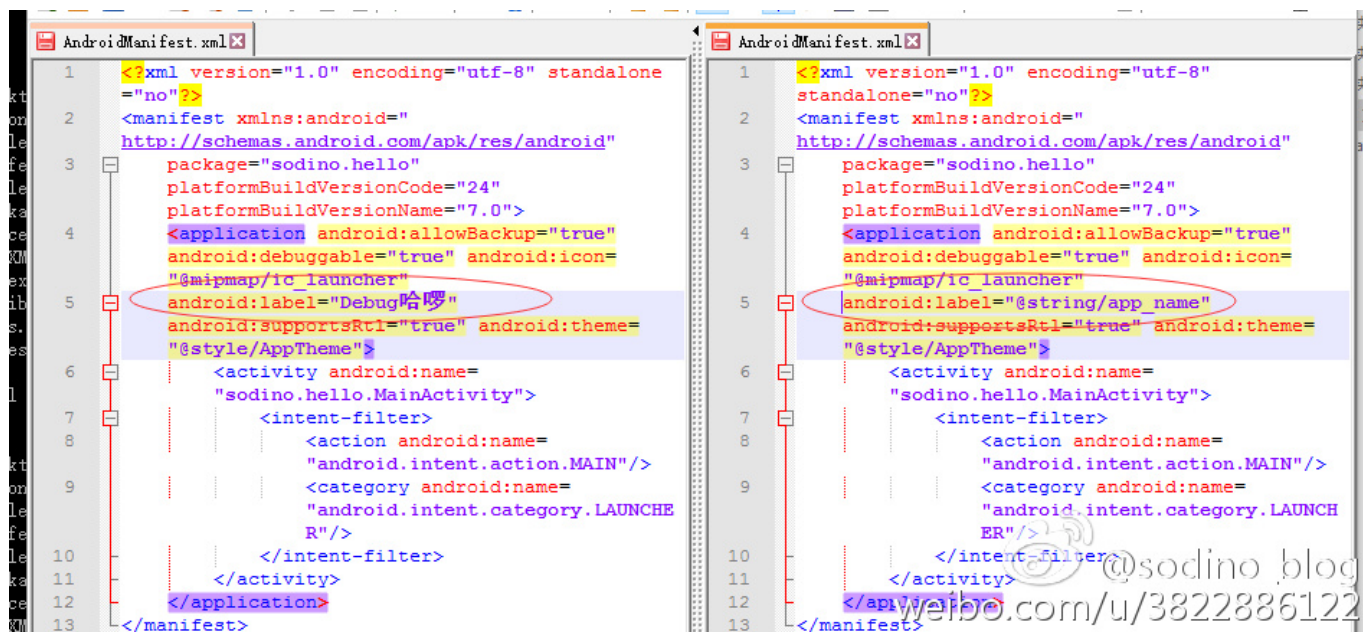 AndroidManifest.xml
1 <?xml version="1.0" encoding="utf-8" standalone
="no"?>
2 <manifest xmlns:android="
http://schemas.android.com/apk/res/android"
3 package="sodino.hello"
platformBuildVersionCode="24"
platformBuildVersionName="7.0">
4 <application android:allowBackup="true"
android:debuggable="true" android:icon=
"@mipmap/ic_launcher"
5 android:label="Debug哈啰"
android:supportsRtl="true" android:theme=
"@style/AppTheme">
6 <activity android:name=
"sodino.hello.MainActivity">
7 <intent-filter>
8 <action android:name=
"android.intent.action.MAIN"/>
9 <category android:name=
"android.intent.category.LAUNCHE
R"/>
10 </intent-filter>
11 </activity>
12 </application>
13 </manifest>
AndroidManifest.xml
1 <?xml version="1.0" encoding="utf-8"
standalone="no"?>
2 <manifest xmlns:android="
http://schemas.android.com/apk/res/android"
3 package="sodino.hello"
platformBuildVersionCode="24"
platformBuildVersionName="7.0">
4 <application android:allowBackup="true"
android:debuggable="true" android:icon=
"@mipmap/ic_launcher"
5 android:label="@string/app_name"
android:supportsRtl="true" android:theme=
"@style/AppTheme">
6 <activity android:name=
"sodino.hello.MainActivity">
7 <intent-filter>
8 <action android:name=
"android.intent.action.MAIN"/>
9 <category android:name=
"android.intent.category.LAUNCH
ER"/>
10 </intent-filter>
11 </activity>
12 </application>
13 </manifest>
@sodino_blog
weibo.com/u/3822886122